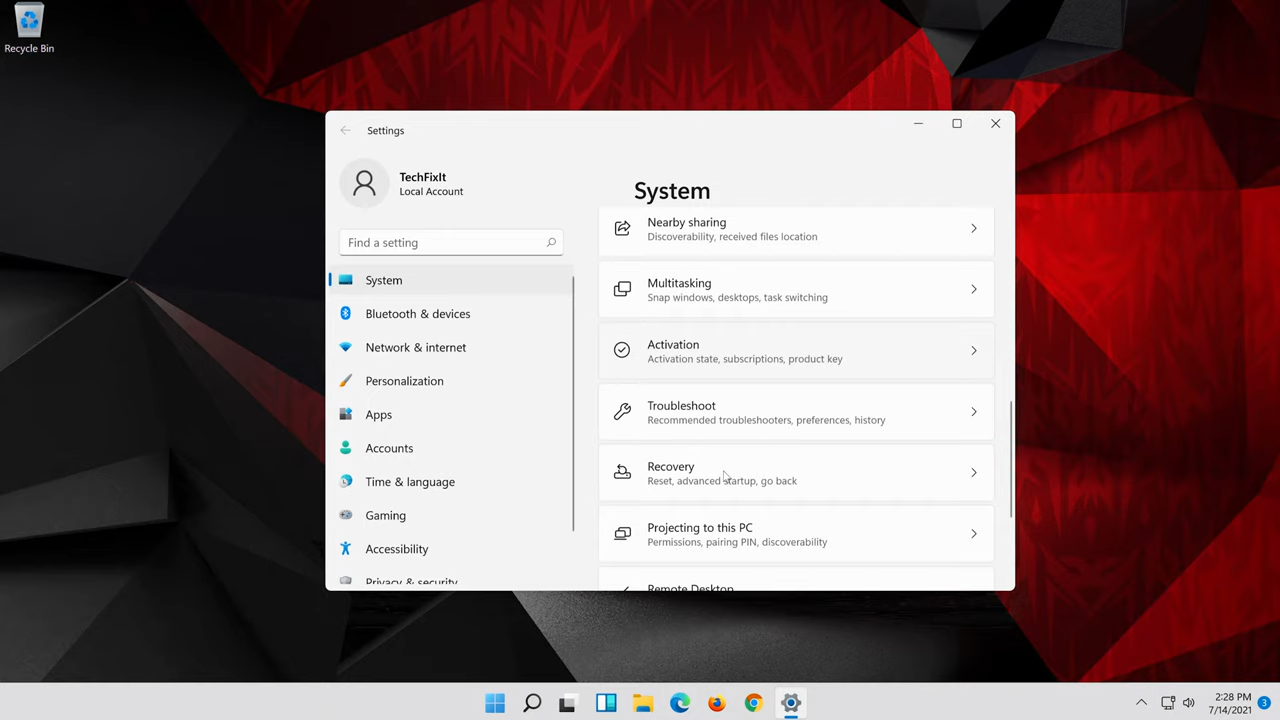 Recycle Bin
Settings
TechFixIt
Local Account
Find a setting
System
Bluetooth & devices
Network & internet
Personalization
Apps
Accounts
Time & language
Gaming
Accessibility
Privacy & security
System
Nearby sharing
Discoverability, received files location
Multitasking
Snap windows, desktops, task switching
Activation
Activation state, subscriptions, product key
Troubleshoot
Recommended troubleshooters, preferences, history
Recovery
Reset, advanced startup, go back
Projecting to this PC
Permissions, pairing PIN, discoverability
Remote Desktop
2:28 PM
7/14/2021
3